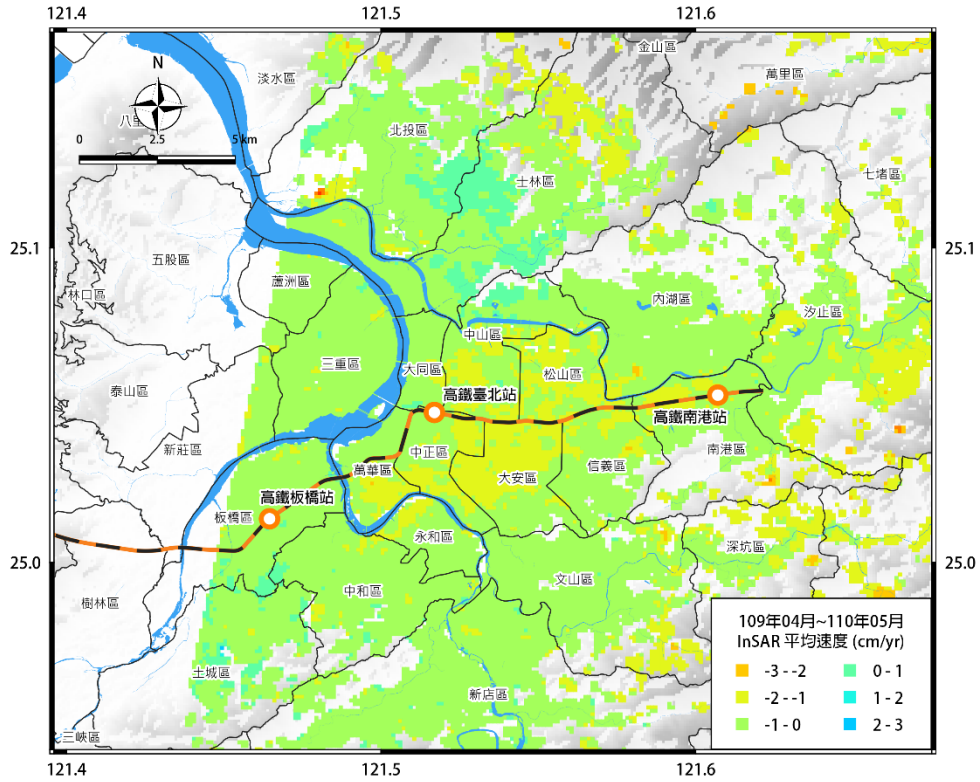 121.4
121.5
121.6
金山區
淡水區
萬里區
N
八里
北投區
0
2.5
5 km
七堵區
士林區
25.1
25.1
五股區
蘆洲區
林口區
內湖區
汐止區
中山區
三重區
大同區
松山區
泰山區
高鐵臺北站
高鐵南港站
新莊區
中正區
南港區
萬華區
信義區
大安區
高鐵板橋站
板橋區
永和區
深坑區
25.0
25.0
文山區
樹林區
中和區
109年04月~110年05月
InSAR 平均速度 (cm/yr)
-3 - -2
0 - 1
-2 - -1
1 - 2
-1 - 0
2 - 3
土城區
新店區
三峽區
121.4
121.5
121.6